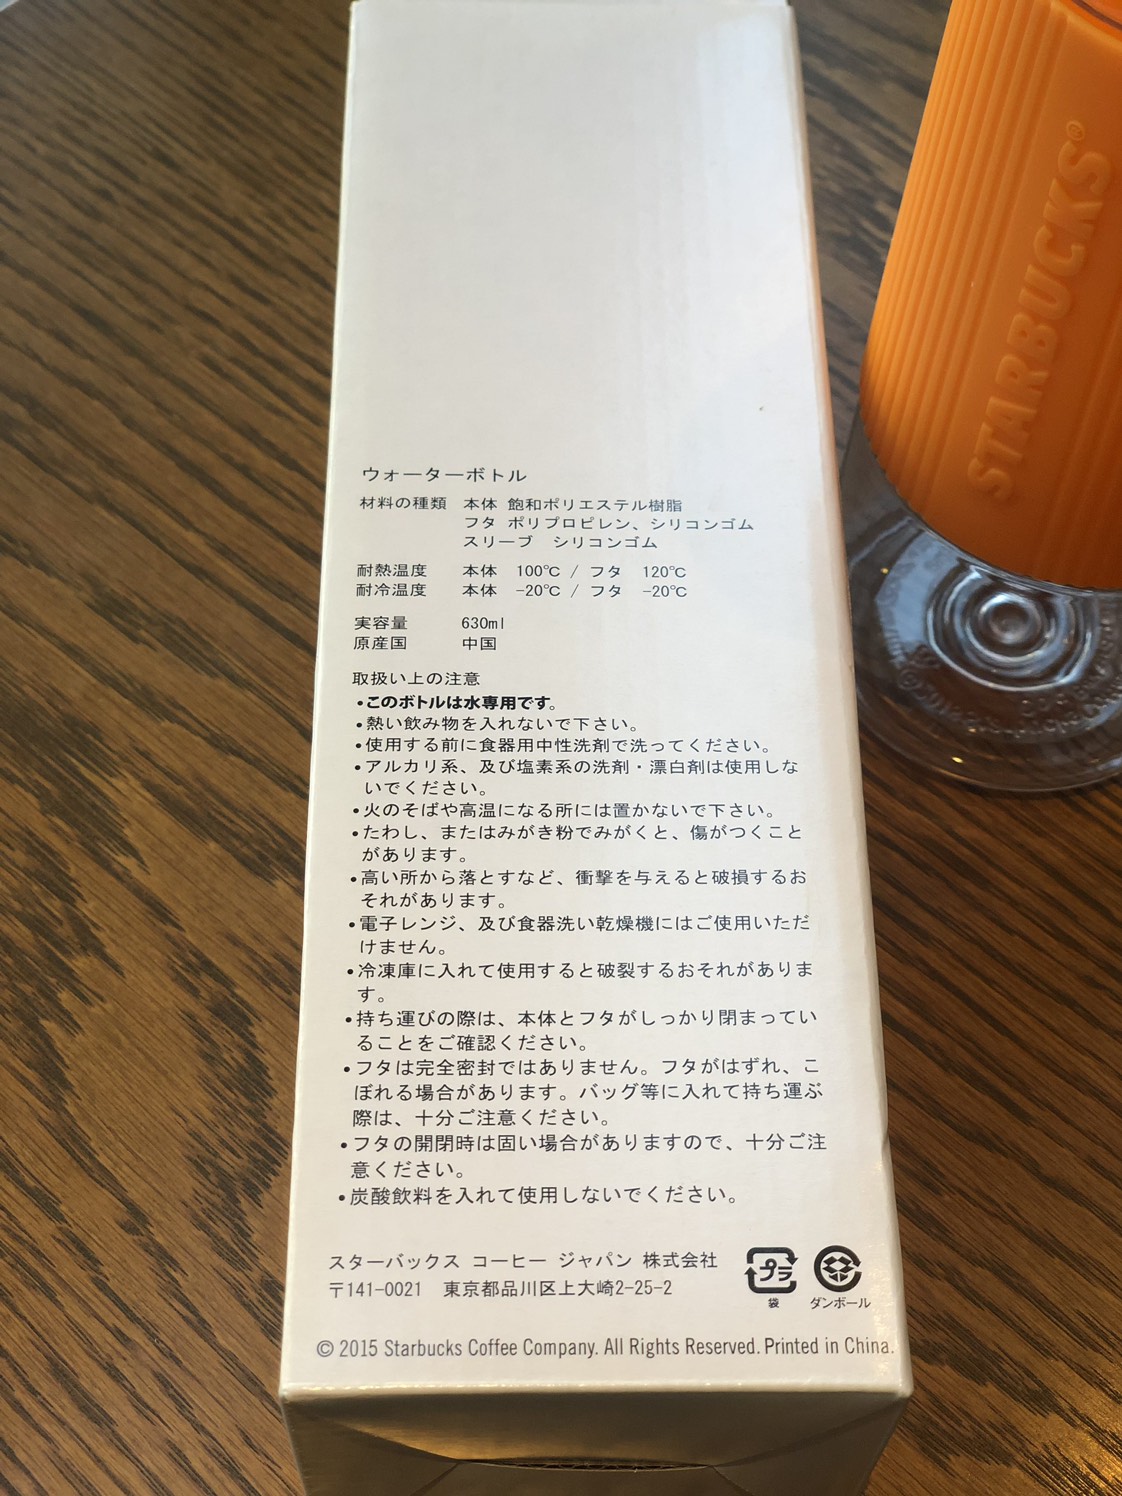 ウォーターボトル
材料の種類 本体 飽和ポリエステル樹脂
フタ ポリプロピレン、シリコンゴム
スリーブ シリコンゴム
耐熱温度 本体 100℃ / フタ 120℃
耐冷温度 本体 -20℃ / フタ -20℃
実容量 630ml
原産国 中国
取扱い上の注意
•このボトルは水専用です。
•熱い飲み物を入れないで下さい。
•使用する前に食器用中性洗剤で洗ってください。
•アルカリ系、及び塩素系の洗剤・漂白剤は使用しな
いでください。
•火のそばや高温になる所には置かないで下さい。
•たわし、またはみがき粉でみがくと、傷がつくこと
があります。
•高い所から落とすなど、衝撃を与えると破損するお
それがあります。
•電子レンジ、及び食器洗い乾燥機にはご使用いただ
けません。
•冷凍庫に入れて使用すると破裂するおそれがありま
す。
•持ち運びの際は、本体とフタがしっかり閉まってい
ることをご確認ください。
•フタは完全密封ではありません。フタがはずれ、こ
ぼれる場合があります。バッグ等に入れて持ち運ぶ
際は、十分ご注意ください。
•フタの開閉時は固い場合がありますので、十分ご注
意ください。
•炭酸飲料を入れて使用しないでください。
スターバックス コーヒー ジャパン 株式会社
〒141-0021 東京都品川区上大崎2-25-2
プラ
袋
ダンボール
© 2015 Starbucks Coffee Company. All Rights Reserved. Printed in China.
STARBUCKS®